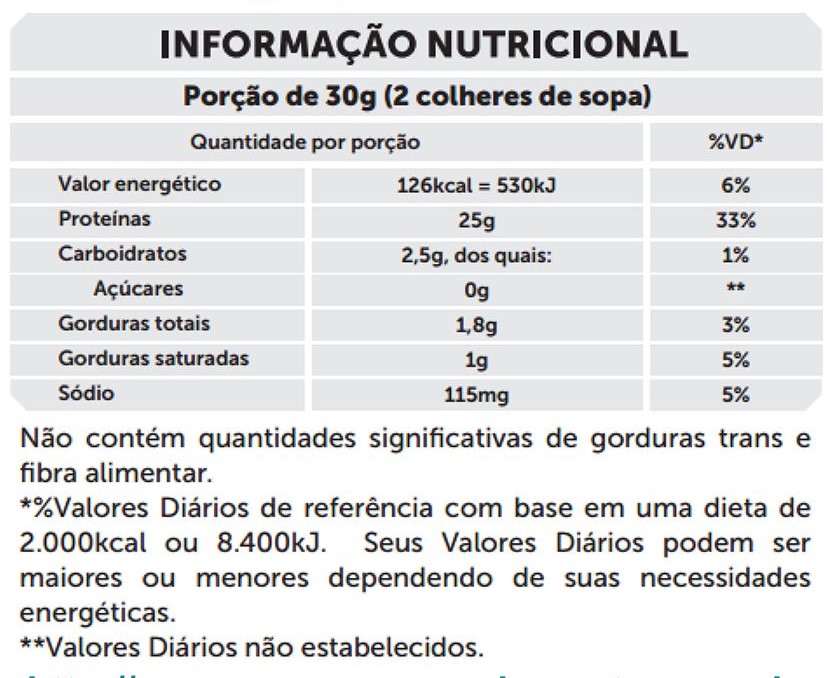 INFORMAÇÃO NUTRICIONAL
Porção de 30g (2 colheres de sopa)
Quantidade por porção %VD*
Valor energético 126kcal = 530kJ 6%
Proteínas 25g 33%
Carboidratos 2,5g, dos quais: 1%
Açúcares 0g **
Gorduras totais 1,8g 3%
Gorduras saturadas 1g 5%
Sódio 115mg 5%
Não contém quantidades significativas de gorduras trans e
fibra alimentar.
*%Valores Diários de referência com base em uma dieta de
2.000kcal ou 8.400kJ. Seus Valores Diários podem ser
maiores ou menores dependendo de suas necessidades
energéticas.
**Valores Diários não estabelecidos.